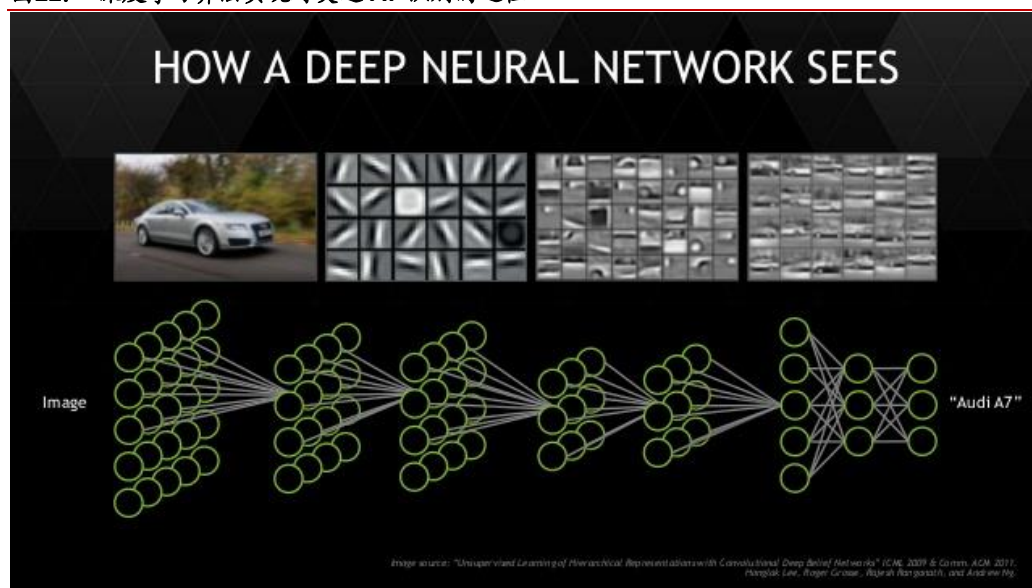 HOW A DEEP NEURAL NETWORK SEES
Image
"Audi A7"
Image source: "Unsupervised Learning of Hierarchical Representations with Convolutional Deep Belief Networks" ICML 2009 & Comm. ACM 2011.
Honglak Lee, Roger Grosse, Rajesh Ranganath, and Andrew Ng.